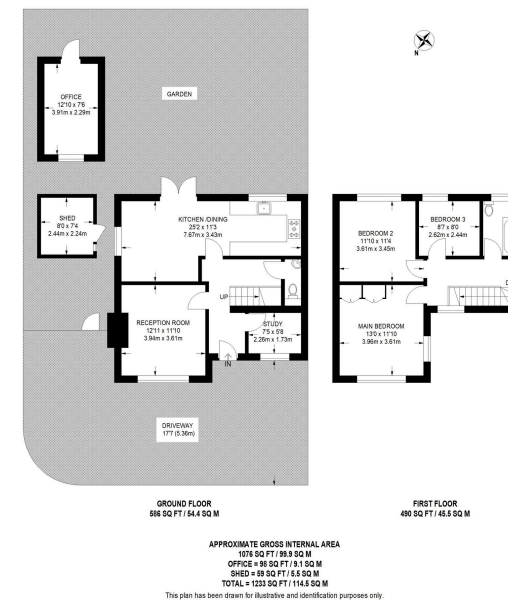 N
OFFICE
12'10 x 7'6
3.91m x 2.29m
GARDEN
SHED
8'0 x 7'4
2.44m x 2.24m
KITCHEN /DINING
25'2 x 11'3
7.67m x 3.43m
UP
RECEPTION ROOM
12'11 x 11'10
3.94m x 3.61m
STUDY
7'5 x 5'8
2.26m x 1.73m
IN
DRIVEWAY
17'7 (5.36m)
BEDROOM 2
11'10 x 11'4
3.61m x 3.45m
BEDROOM 3
8'7 x 8'0
2.62m x 2.44m
D
MAIN BEDROOM
13'0 x 11'10
3.96m x 3.61m
GROUND FLOOR
586 SQ FT / 54.4 SQ M
FIRST FLOOR
490 SQ FT / 45.5 SQ M
APPROXIMATE GROSS INTERNAL AREA
1076 SQ FT / 99.9 SQ M
OFFICE = 98 SQ FT / 9.1 SQ M
SHED = 59 SQ FT / 5.5 SQ M
TOTAL = 1233 SQ FT / 114.5 SQ M
This plan has been drawn for illustrative and identification purposes only.